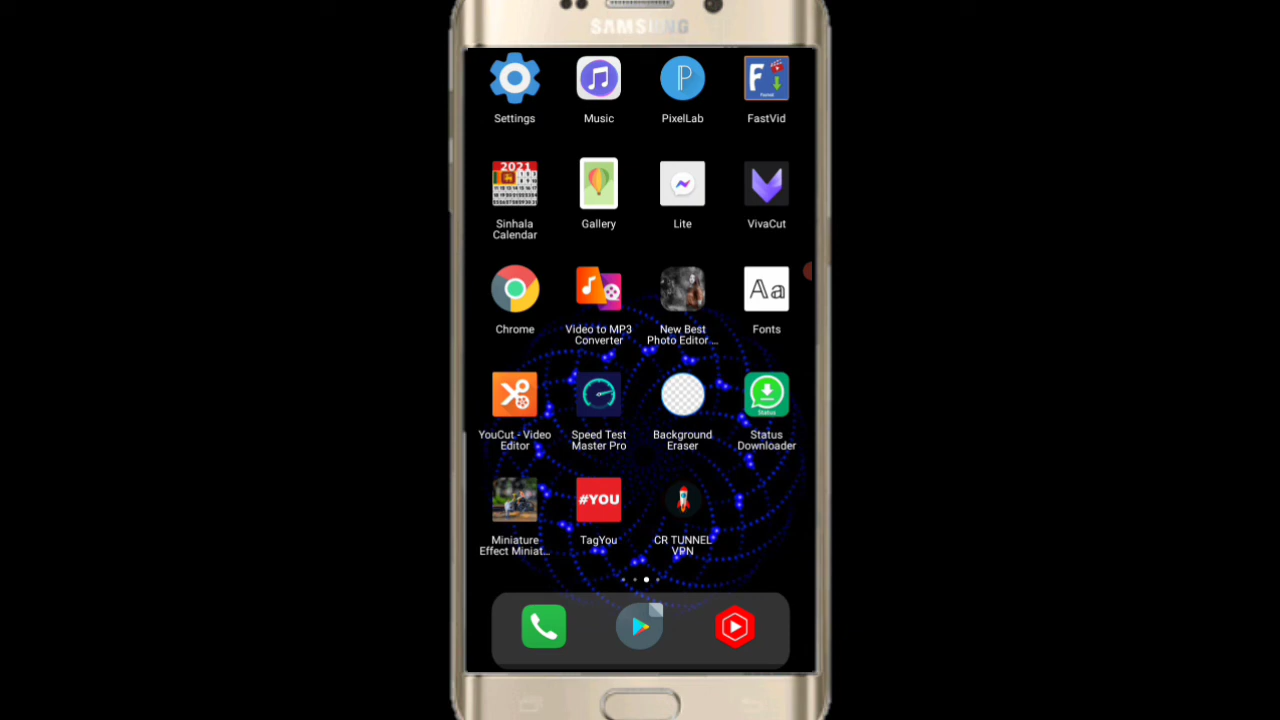 SAMSUNG
Settings
Music
PixelLab
FastVid
2021
Sinhala
Calendar
Gallery
Lite
VivaCut
Chrome
Video to MP3
Converter
New Best
Photo Editor ...
Aa
Fonts
YouCut - Video
Editor
Speed Test
Master Pro
Background
Eraser
Status
Status
Downloader
Miniature
Effect Miniat...
#YOU
TagYou
CR TUNNEL
VPN